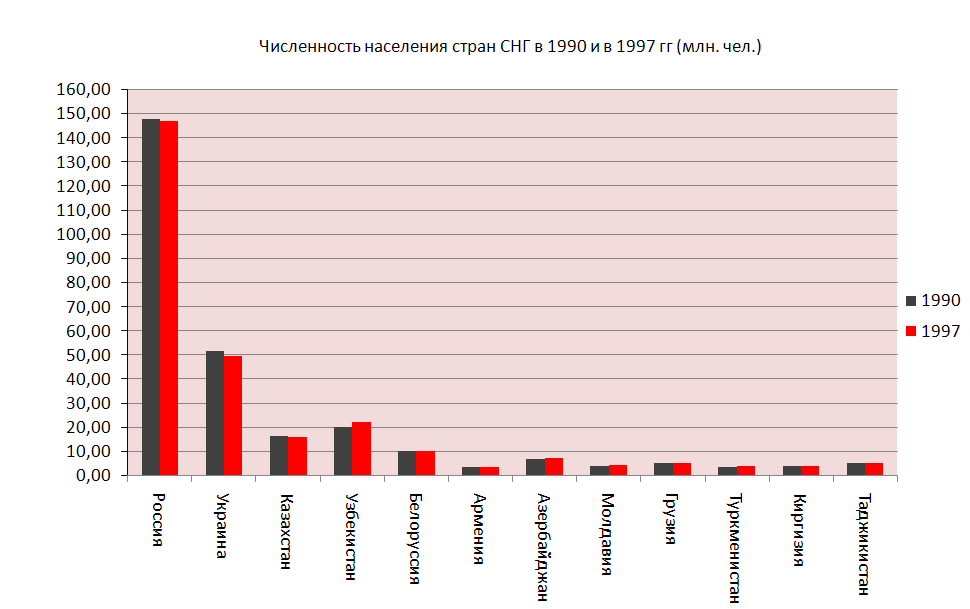 Численность населения стран СНГ в 1990 и в 1997 гг (млн. чел.)
160,00
150,00
140,00
130,00
120,00
110,00
100,00
90,00
80,00
70,00
60,00
50,00
40,00
30,00
20,00
10,00
0,00
Россия
Украина
Казахстан
Узбекистан
Белоруссия
Армения
Азербайджан
Молдавия
Грузия
Туркменистан
Киргизия
Таджикистан
1990
1997